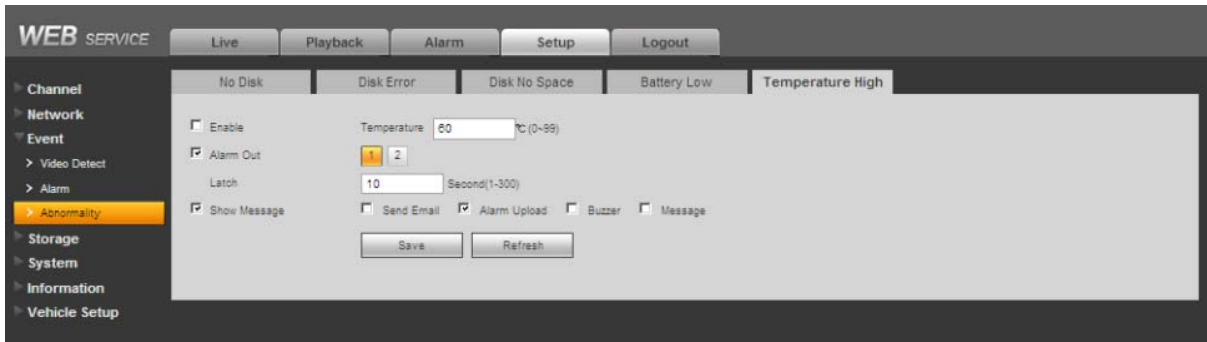 WEB SERVICE
Live Playback Alarm Setup Logout
No Disk Disk Error Disk No Space Battery Low Temperature High
Channel
Network
Event
> Video Detect
> Alarm
> Abnormality
Storage
System
Information
Vehicle Setup
Enable Temperature 60 ℃(0~99)
Alarm Out 1 2
Latch 10 Second(1-300)
Show Message Send Email Alarm Upload Buzzer Message
Save Refresh